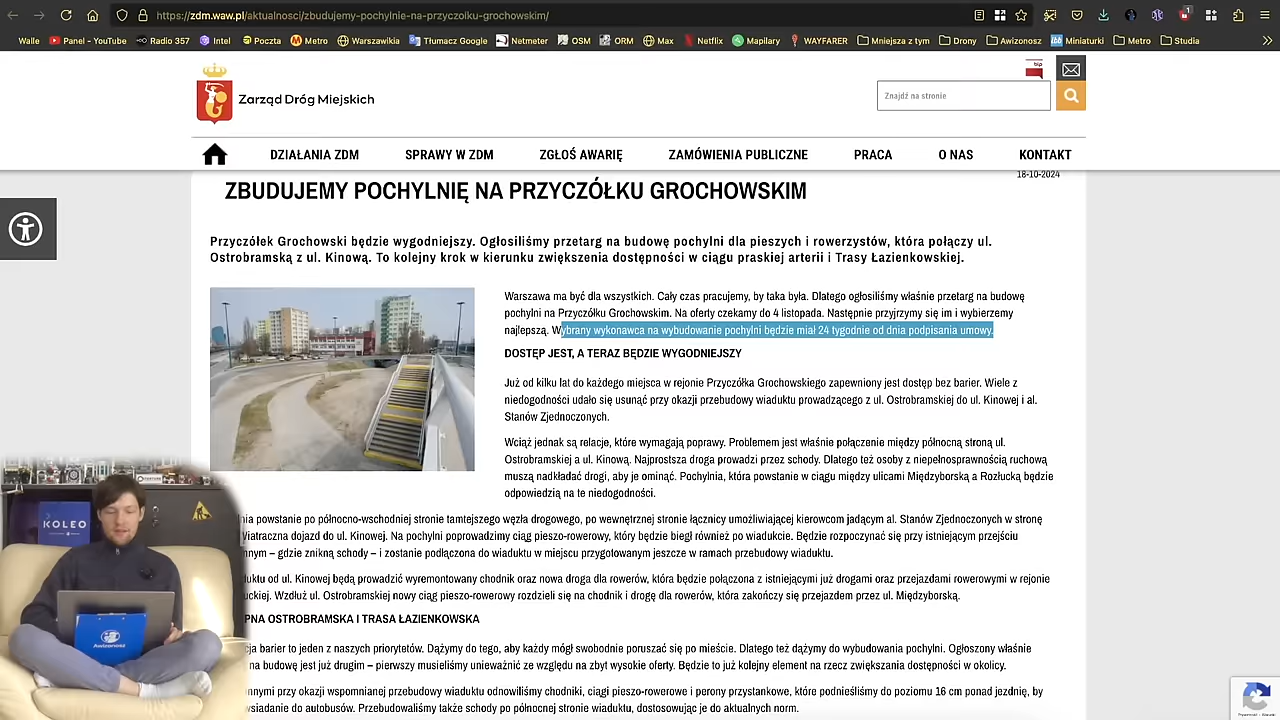 https://zdm.waw.pl/aktualnosci/zbudujemy-pochylnie-na-przyczolku-grochowskim/
Walle Panel - YouTube Radio 357 Intel Poczta Metro Warszawikia Tłumacz Google Netmeter OSM ORM Max Netflix Mapilary WAYFARER Mniejsza z tym Drony Awizonosz Miniaturki Metro Studia
bip
Zarząd Dróg Miejskich
Znajdź na stronie
DZIAŁANIA ZDM SPRAWY W ZDM ZGŁOŚ AWARIĘ ZAMÓWIENIA PUBLICZNE PRACA O NAS KONTAKT
18-10-2024
ZBUDUJEMY POCHYLNIĘ NA PRZYCZÓŁKU GROCHOWSKIM
Przyczółek Grochowski będzie wygodniejszy. Ogłosiliśmy przetarg na budowę pochylni dla pieszych i rowerzystów, która połączy ul.
Ostrobramską z ul. Kinową. To kolejny krok w kierunku zwiększenia dostępności w ciągu praskiej arterii i Trasy Łazienkowskiej.
Warszawa ma być dla wszystkich. Cały czas pracujemy, by taka była. Dlatego ogłosiliśmy właśnie przetarg na budowę
pochylni na Przyczółku Grochowskim. Na oferty czekamy do 4 listopada. Następnie przyjrzymy się im i wybierzemy
najlepszą. Wybrany wykonawca na wybudowanie pochylni będzie miał 24 tygodnie od dnia podpisania umowy.
DOSTĘP JEST, A TERAZ BĘDZIE WYGODNIEJSZY
Już od kilku lat do każdego miejsca w rejonie Przyczółka Grochowskiego zapewniony jest dostęp bez barier. Wiele z
niedogodności udało się usunąć przy okazji przebudowy wiaduktu prowadzącego z ul. Ostrobramskiej do ul. Kinowej i al.
Stanów Zjednoczonych.
Wciąż jednak są relacje, które wymagają poprawy. Problemem jest właśnie połączenie między północną stroną ul.
Ostrobramskiej a ul. Kinową. Najprostsza droga prowadzi przez schody. Dlatego też osoby z niepełnosprawnością ruchową
muszą nadkładać drogi, aby je ominąć. Pochylnia, która powstanie w ciągu między ulicami Międzyborską a Rozłucką będzie
odpowiedzią na te niedogodności.
nia powstanie po północno-wschodniej stronie tamtejszego węzła drogowego, po wewnętrznej stronie łącznicy umożliwiającej kierowcom jadącym al. Stanów Zjednoczonych w stronę
Wiatraczna dojazd do ul. Kinowej. Na pochylni poprowadzimy ciąg pieszo-rowerowy, który będzie biegł również po wiadukcie. Będzie rozpoczynać się przy istniejącym przejściu
nnym – gdzie znikną schody – i zostanie podłączona do wiaduktu w miejscu przygotowanym jeszcze w ramach przebudowy wiaduktu.
duktu od ul. Kinowej będą prowadzić wyremontowany chodnik oraz nowa droga dla rowerów, która będzie połączona z istniejącymi już drogami oraz przejazdami rowerowymi w rejonie
uckiej. Wzdłuż ul. Ostrobramskiej nowy ciąg pieszo-rowerowy rozdzieli się na chodnik i drogę dla rowerów, która zakończy się przejazdem przez ul. Międzyborską.
PNA OSTROBRAMSKA I TRASA ŁAZIENKOWSKA
cja barier to jeden z naszych priorytetów. Dążymy do tego, aby każdy mógł swobodnie poruszać się po mieście. Dlatego też dążymy do wybudowania pochylni. Ogłoszony właśnie
na budowę jest już drugim – pierwszy musieliśmy unieważnić ze względu na zbyt wysokie oferty. Będzie to już kolejny element na rzecz zwiększenia dostępności w okolicy.
nnymi przy okazji wspomnianej przebudowy wiaduktu odnowiliśmy chodniki, ciągi pieszo-rowerowe i perony przystankowe, które podnieśliśmy do poziomu 16 cm ponad jezdnię, by
wsiadanie do autobusów. Przebudowaliśmy także schody po północnej stronie wiaduktu, dostosowując je do aktualnych norm.
KOLEO
Awizonosz